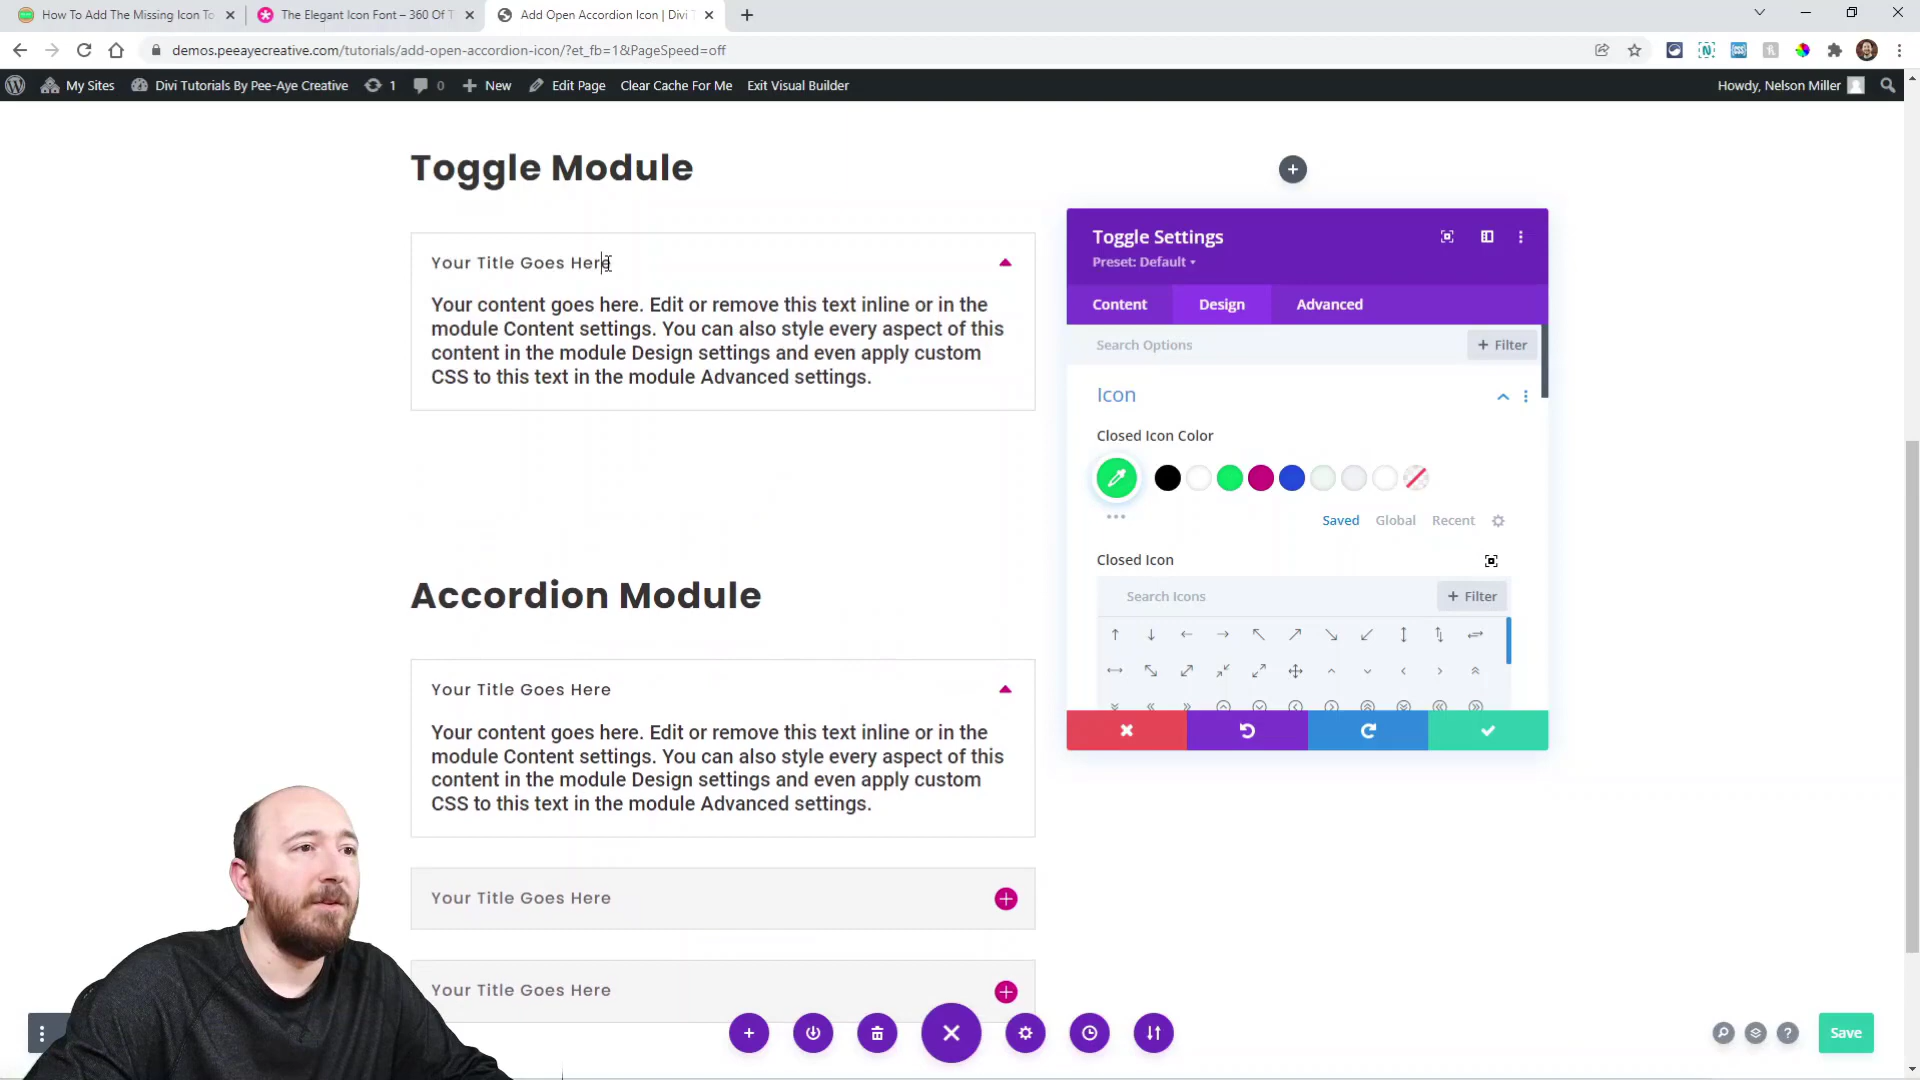 How To Add The Missing Icon To
The Elegant Icon Font – 360 Of T
Add Open Accordion Icon | Divi T
demos.peeayecreative.com/tutorials/add-open-accordion-icon/?et_fb=1&PageSpeed=off
My Sites
Divi Tutorials By Pee-Aye Creative
1
0
New
Edit Page
Clear Cache For Me
Exit Visual Builder
Howdy, Nelson Miller
Toggle Module
Your Title Goes Here
Your content goes here. Edit or remove this text inline or in the
module Content settings. You can also style every aspect of this
content in the module Design settings and even apply custom
CSS to this text in the module Advanced settings.
Toggle Settings
Preset: Default
Content
Design
Advanced
Search Options
+ Filter
Icon
Closed Icon Color
Saved
Global
Recent
Closed Icon
Search Icons
+ Filter
Accordion Module
Your Title Goes Here
Your content goes here. Edit or remove this text inline or in the
module Content settings. You can also style every aspect of this
content in the module Design settings and even apply custom
CSS to this text in the module Advanced settings.
Your Title Goes Here
Your Title Goes Here
Save